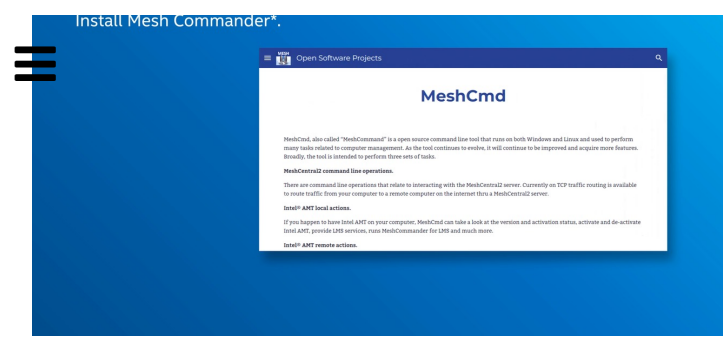 Install Mesh Commander*.
MESH
Open Software Projects
MeshCmd
MeshCmd, also called “MeshCommand” is a open source command line tool that runs on both Windows and Linux and used to perform
many tasks related to computer management. As the tool continues to evolve, it will continue to be improved and acquire more features.
Broadly, the tool is intended to perform three sets of tasks.
MeshCentral2 command line operations.
There are command line operations that relate to interacting with the MeshCentral2 server. Currently on TCP traffic routing is available
to route traffic from your computer to a remote computer on the internet thru a MeshCentral2 server.
Intel® AMT local actions.
If you happen to have Intel AMT on your computer, MeshCmd can take a look at the version and activation status, activate and de-activate
Intel AMT, provide LMS services, runs MeshCommander for LMS and much more.
Intel® AMT remote actions.